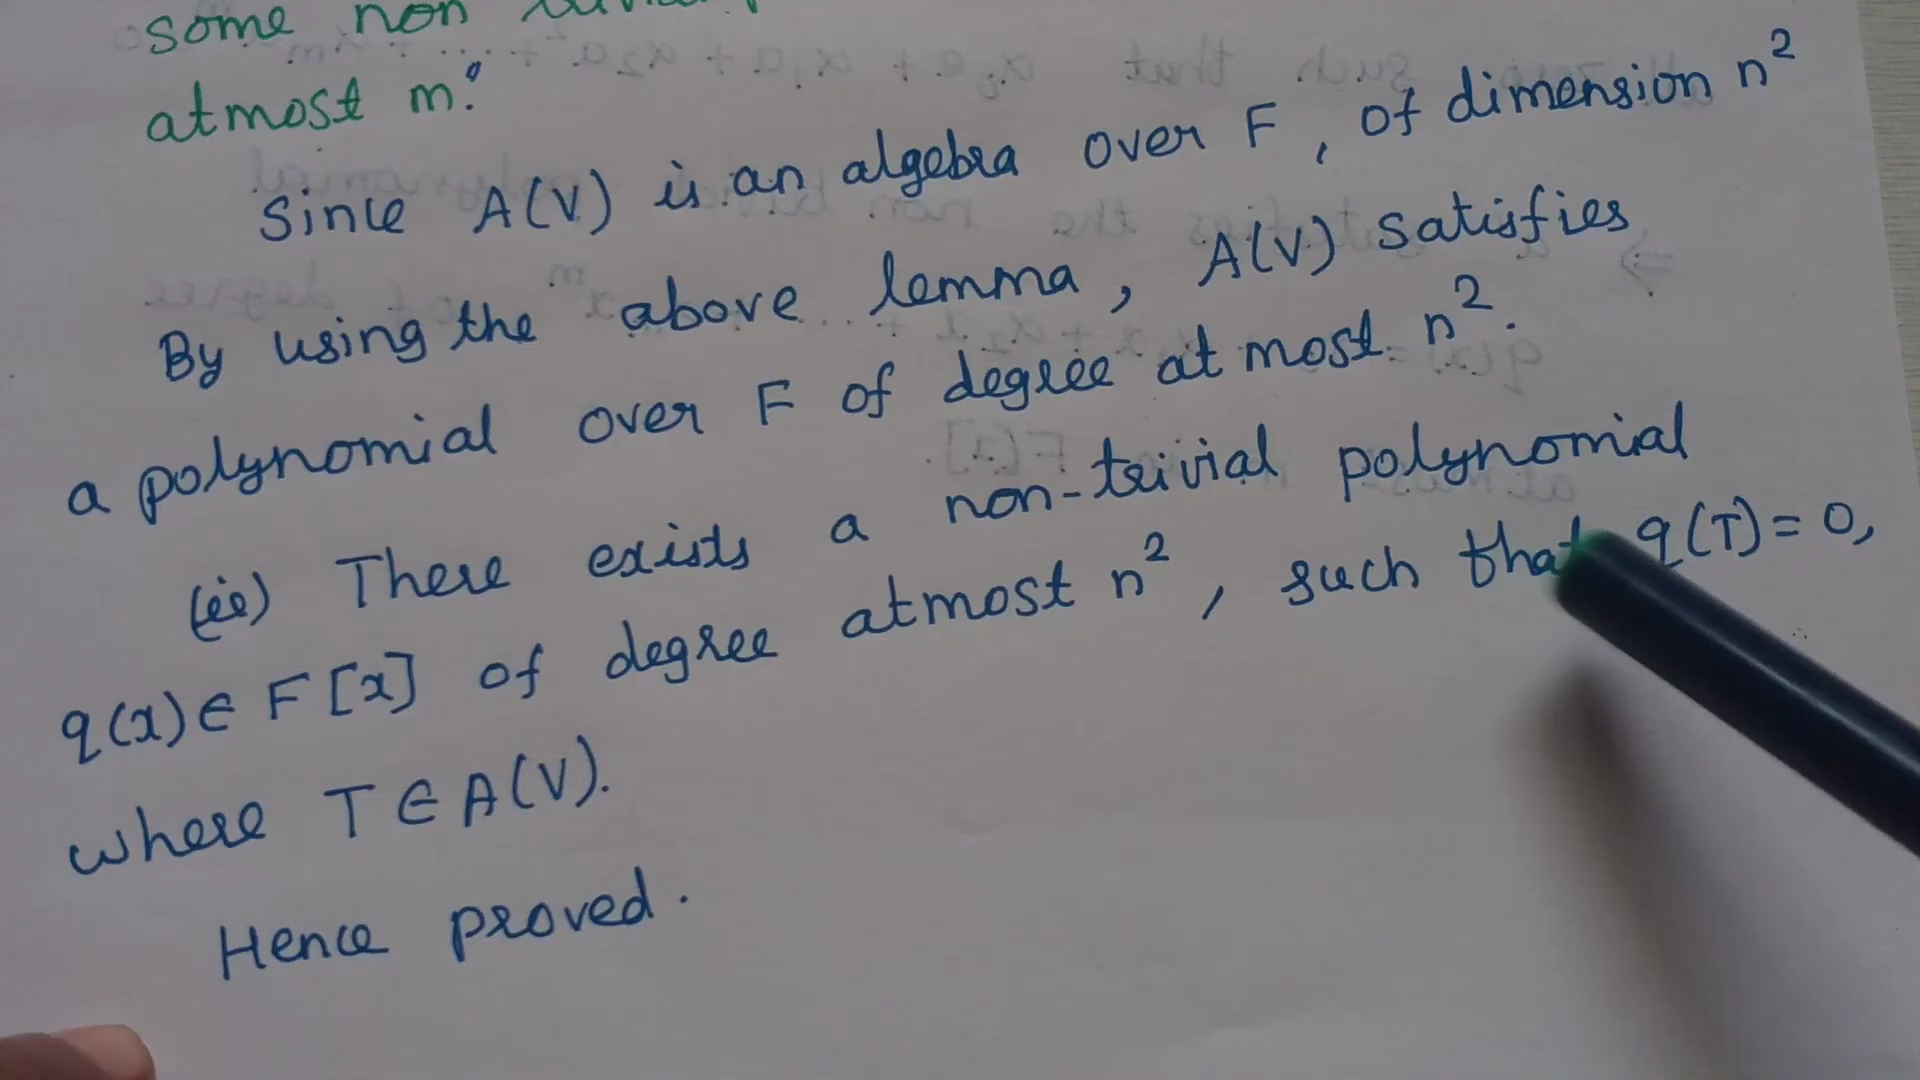 some non
atmost m."
Since A(V) is an algebra over F, of dimension n²
By using the above lemma, A(V) satisfies
a polynomial over F of degree at most n².
(ie) There exists a non-trivial polynomial
q(x) ∈ F[x] of degree atmost n², such that q(T) = 0,
where T ∈ A(V).
Hence proved.